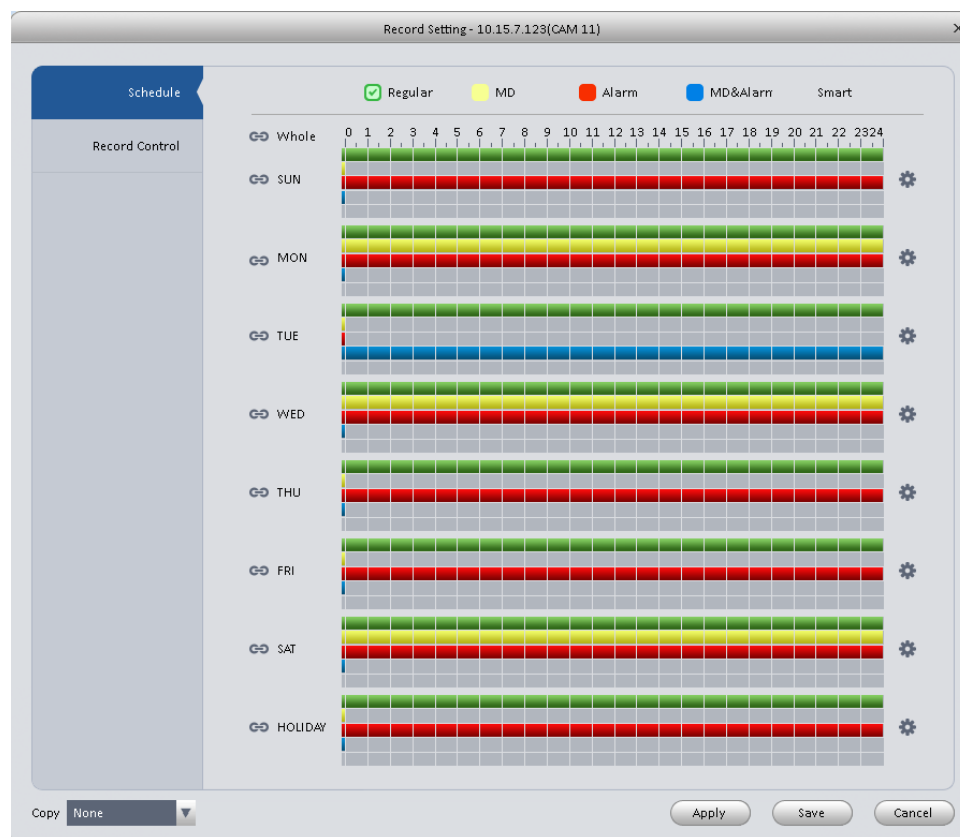 Record Setting - 10.15.7.123(CAM 11)
Schedule
Regular MD Alarm MD&Alarm Smart
Record Control
Whole 0 1 2 3 4 5 6 7 8 9 10 11 12 13 14 15 16 17 18 19 20 21 22 23 24
SUN
MON
TUE
WED
THU
FRI
SAT
HOLIDAY
Copy None Apply Save Cancel